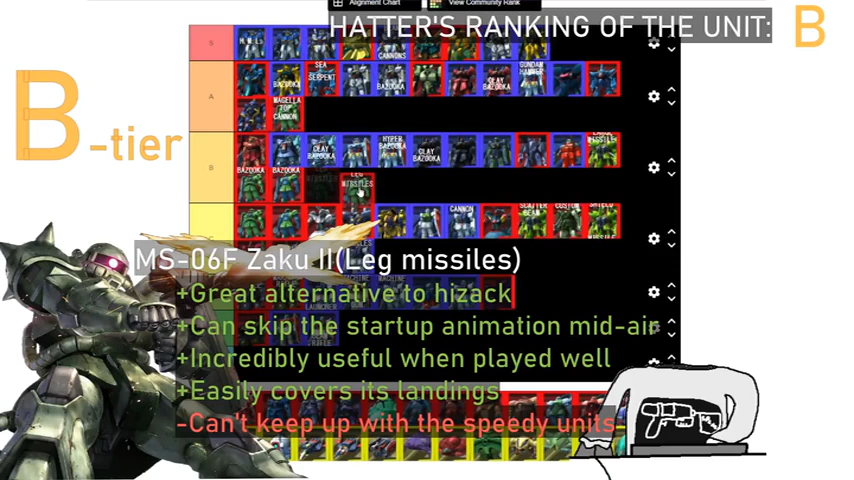 Alignment Chart
View Community Rank
HATTER'S RANKING OF THE UNIT: B
B-tier
S
CANNONS
A
BAZOOKA
SEA SERPENT
BAZOOKA
CLAY BAZOOKA
GUNDAM HAMMER
MAGELLA TOP CANNON
B
CLAY BAZOOKA
HYPER BAZOOKA
CLAY BAZOOKA
BAZOOKA
BAZOOKA
LEG MISSILES
CANNON
SCATTER BEAM
CUSTOM
SHIELD MISSILE
MS-06F Zaku II(Leg missiles)
+Great alternative to hizack
+Can skip the startup animation mid-air
+Incredibly useful when played well
+Easily covers its landings
-Can't keep up with the speedy units